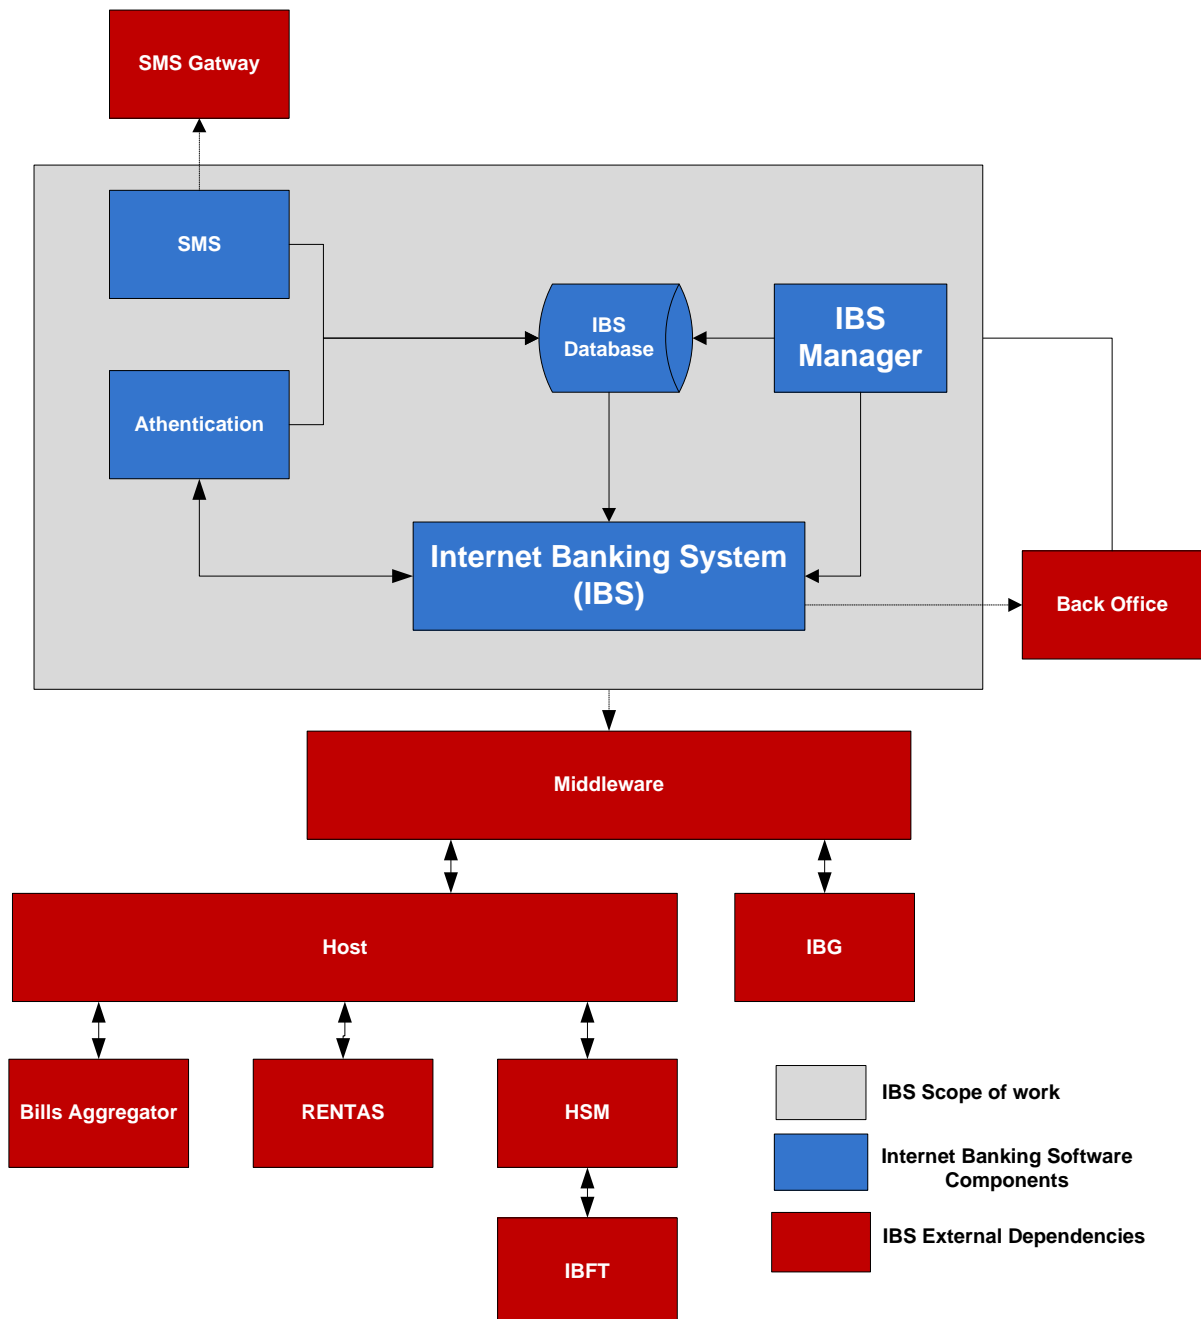 SMS Gatway
SMS
IBS
Database
IBS
Manager
Athentication
Internet Banking System
(IBS)
Back Office
Middleware
Host
IBG
Bills Aggregator
RENTAS
HSM
IBFT
IBS Scope of work
Internet Banking Software
Components
IBS External Dependencies